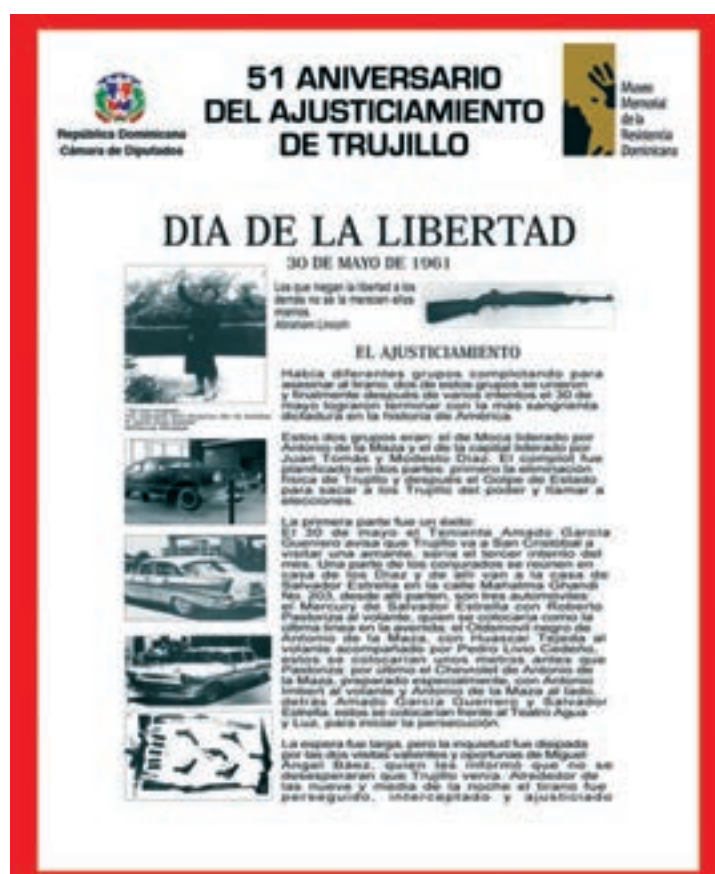 51 ANIVERSARIO
DEL AJUSTICIAMIENTO
DE TRUJILLO
República Dominicana
Cámara de Diputados
Museo
Memorial
de la
Resistencia
Dominicana
DIA DE LA LIBERTAD
30 DE MAYO DE 1961
Los que niegan la libertad a los
demás no se la merecen ellos
mismos.
Abraham Lincoln
EL AJUSTICIAMIENTO
Había diferentes grupos complotando para
asesinar al tirano, dos de estos grupos se unieron
y finalmente después de varios intentos el 30 de
mayo lograron terminar con la más sangrienta
dictadura en la historia de América.
Estos dos grupos eran: el de Moca liderado por
Antonio de la Maza y el de la capital liderado por
Juan Tomás y Modesto Díaz. El complot fue
planificado en dos partes: primero la eliminación
física de Trujillo y después el Golpe de Estado
para sacar a los Trujillo del poder y llamar a
elecciones.
La primera parte fue un éxito:
El 30 de mayo el Teniente Amado García
Guerrero avisa que Trujillo va a San Cristóbal a
visitar una amante, sería el tercer intento del
mes. Una parte de los conjurados se reúnen en
casa de los Díaz y de ahí van a la casa de
Salvador Estrella en la calle Mahatma Ghandi
No. 203, desde allí parten, son tres automóviles:
el Mercury de Salvador Estrella con Roberto
Pastoriza al volante, quien se colocaría como la
última línea en la avenida, el Oldsmovil negro de
Antonio de la Maza, con Huáscar Tejeda al
volante acompañado por Pedro Livio Cedeño,
estos se colocarían unos metros antes que
Pastoriza; por último el Chevrolet de Antonio de
la Maza, preparado especialmente, con Antonio
Imbert al volante y Antonio de la Maza al lado,
detrás Amado García Guerrero y Salvador
Estrella, estos se colocarían frente al Teatro Agua
y Luz, para iniciar la persecución.
La espera fue larga, pero la inquietud fue disipada
por las dos visitas valientes y oportunas de Miguel
Angel Báez, quien les informó que no se
desesperaran que Trujillo venía. Alrededor de
las nueve y media de la noche el tirano fue
perseguido, interceptado y ajusticiado